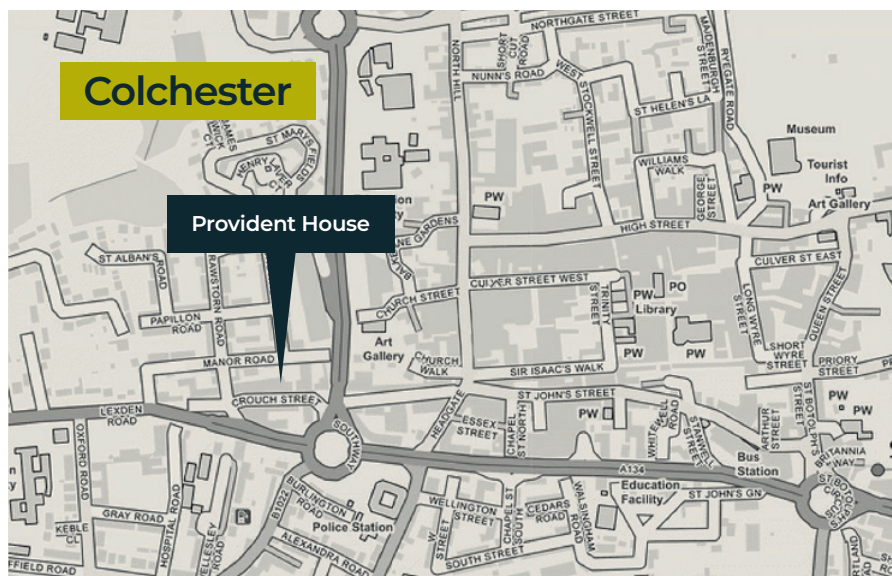 Colchester
Provident House
NORTHGATE STREET
NORTH HILL
SHORT
CUT
ROAD
NUNN'S ROAD
WEST
STOCKWELL STREET
MAIDENBURGH
STREET
RYEGATE ROAD
ST HELEN'S LA
WILLIAMS
WALK
GEORGE
STREET
Museum
Tourist
Info
Art Gallery
PW
PW
HIGH STREET
ST MARYS FIELDS
HENRY LAVER
CT
ST ALBAN'S
ROAD
RAWSTORN ROAD
PAPILLON
ROAD
MANOR ROAD
CROUCH STREET
LEXDEN
ROAD
CHURCH STREET
Art
Gallery
CHURCH
WALK
CULVER STREET WEST
TRINITY
STREET
PW
Library
PO
PW
PW
SIR ISAAC'S WALK
LONG WYRE
STREET
CULVER ST EAST
QUEEN STREET
SHORT
WYRE
STREET
PRIORY
STREET
ST JOHN'S STREET
PW
HEADGATE
ESSEX
STREET
CHAPEL
ST NORTH
WHITEWELL
ROAD
STANWELL
STREET
ARTHUR
STREET
ST BOTOLPH'S
STREET
PW
BRITANNIA
WAY
Bus
Station
SOUTHWAY
A134
Education
Facility
ST JOHN'S GN
OXFORD ROAD
GRAY ROAD
KEBLE
CL
HOSPITAL ROAD
B1022
BURLINGTON
ROAD
Police Station
ALEXANDRA ROAD
WELLINGTON
STREET
CHAPEL ST
SOUTH
CEDARS
ROAD
WALSINGHAM
ROAD
SOUTH STREET